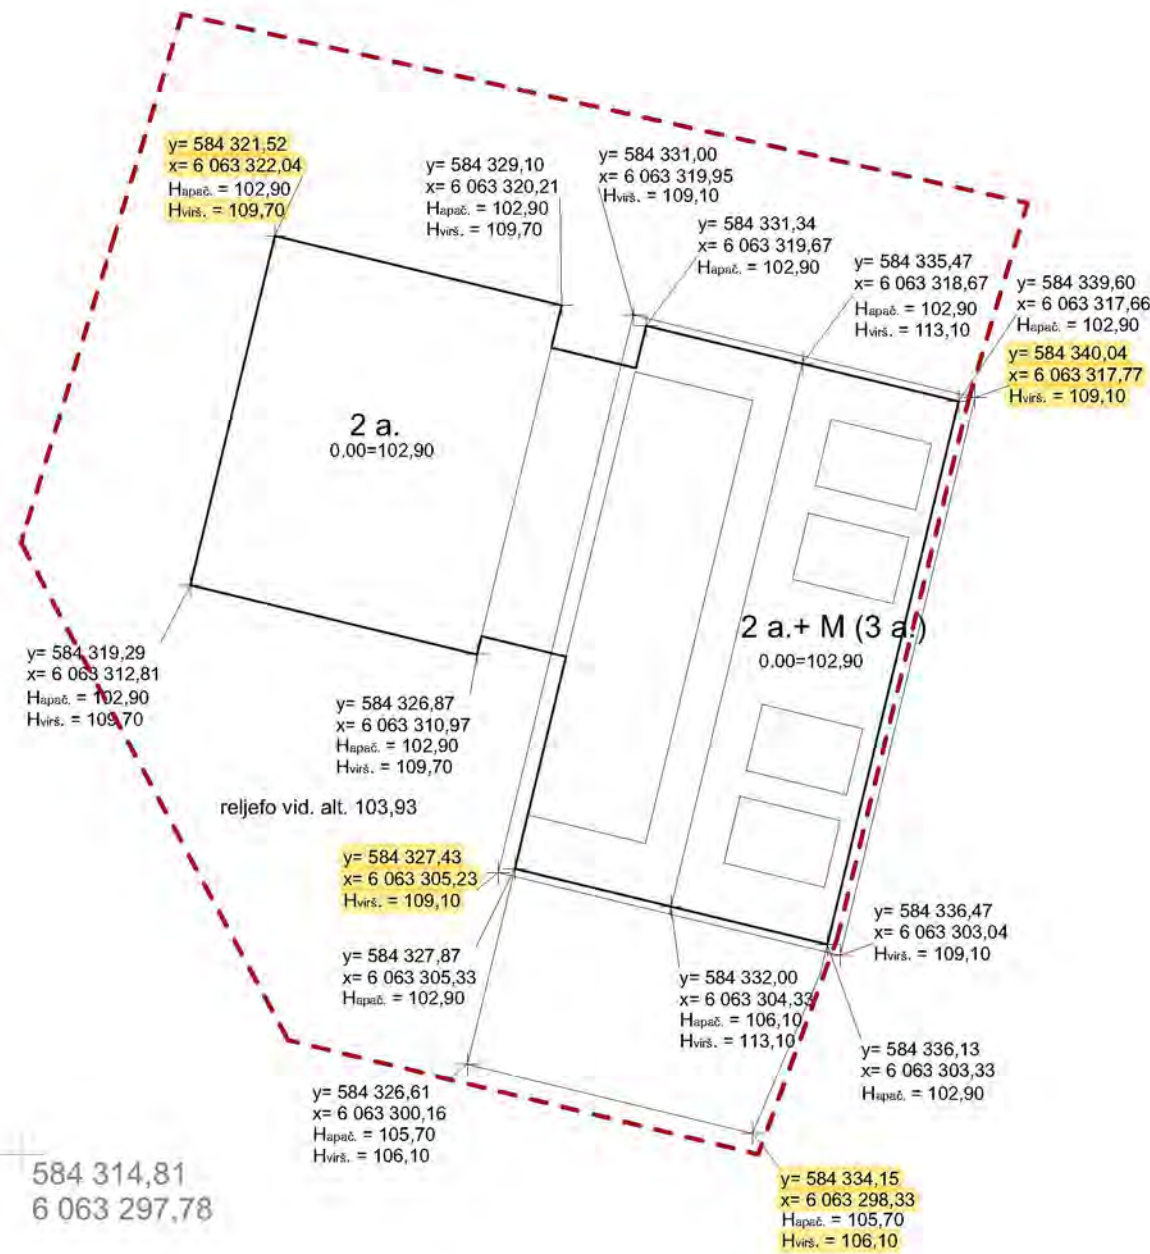 y= 584 321,52
x= 6 063 322,04
Hapač. = 102,90
Hvirš. = 109,70
y= 584 329,10
x= 6 063 320,21
Hapač. = 102,90
Hvirš. = 109,70
y= 584 331,00
x= 6 063 319,95
Hvirš. = 109,10
y= 584 331,34
x= 6 063 319,67
Hapač. = 102,90
y= 584 335,47
x= 6 063 318,67
Hapač. = 102,90
Hvirš. = 113,10
y= 584 339,60
x= 6 063 317,66
Hapač. = 102,90
y= 584 340,04
x= 6 063 317,77
Hvirš. = 109,10
2 a.
0.00=102,90
2 a.+ M (3 a.)
0.00=102,90
y= 584 319,29
x= 6 063 312,81
Hapač. = 102,90
Hvirš. = 109,70
y= 584 326,87
x= 6 063 310,97
Hapač. = 102,90
Hvirš. = 109,70
reljefo vid. alt. 103,93
y= 584 327,43
x= 6 063 305,23
Hvirš. = 109,10
y= 584 327,87
x= 6 063 305,33
Hapač. = 102,90
y= 584 336,47
x= 6 063 303,04
Hvirš. = 109,10
y= 584 332,00
x= 6 063 304,33
Hapač. = 106,10
Hvirš. = 113,10
y= 584 336,13
x= 6 063 303,33
Hapač. = 102,90
y= 584 326,61
x= 6 063 300,16
Hapač. = 105,70
Hvirš. = 106,10
y= 584 334,15
x= 6 063 298,33
Hapač. = 105,70
Hvirš. = 106,10
584 314,81
6 063 297,78